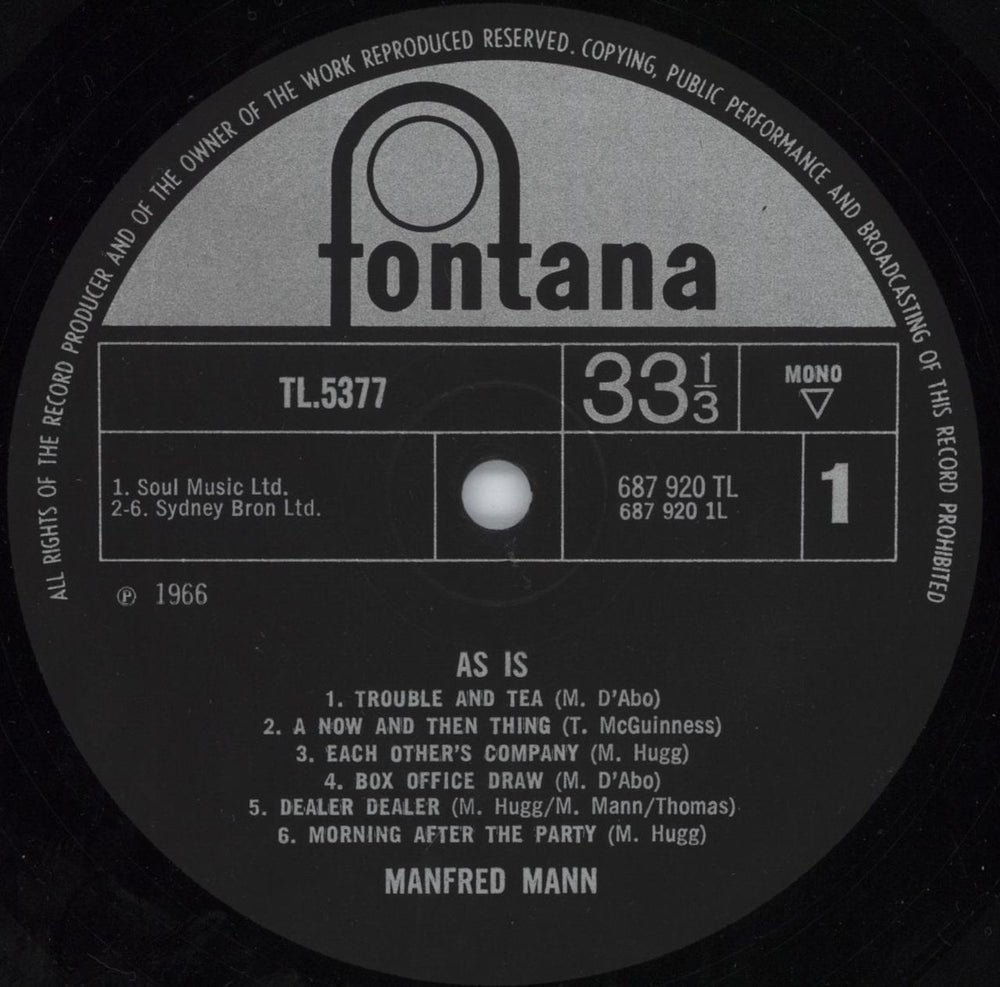 ALL RIGHTS OF THE RECORD PRODUCER AND OF THE OWNER OF THE WORK REPRODUCED RESERVED. COPYING, PUBLIC PERFORMANCE AND BROADCASTING OF THIS RECORD PROHIBITED
fontana
TL.5377
33 1/3
MONO
1. Soul Music Ltd.
2-6. Sydney Bron Ltd.
687 920 TL
687 920 1L
1
℗ 1966
AS IS
1. TROUBLE AND TEA (M. D'Abo)
2. A NOW AND THEN THING (T. McGuinness)
3. EACH OTHER'S COMPANY (M. Hugg)
4. BOX OFFICE DRAW (M. D'Abo)
5. DEALER DEALER (M. Hugg/M. Mann/Thomas)
6. MORNING AFTER THE PARTY (M. Hugg)
MANFRED MANN